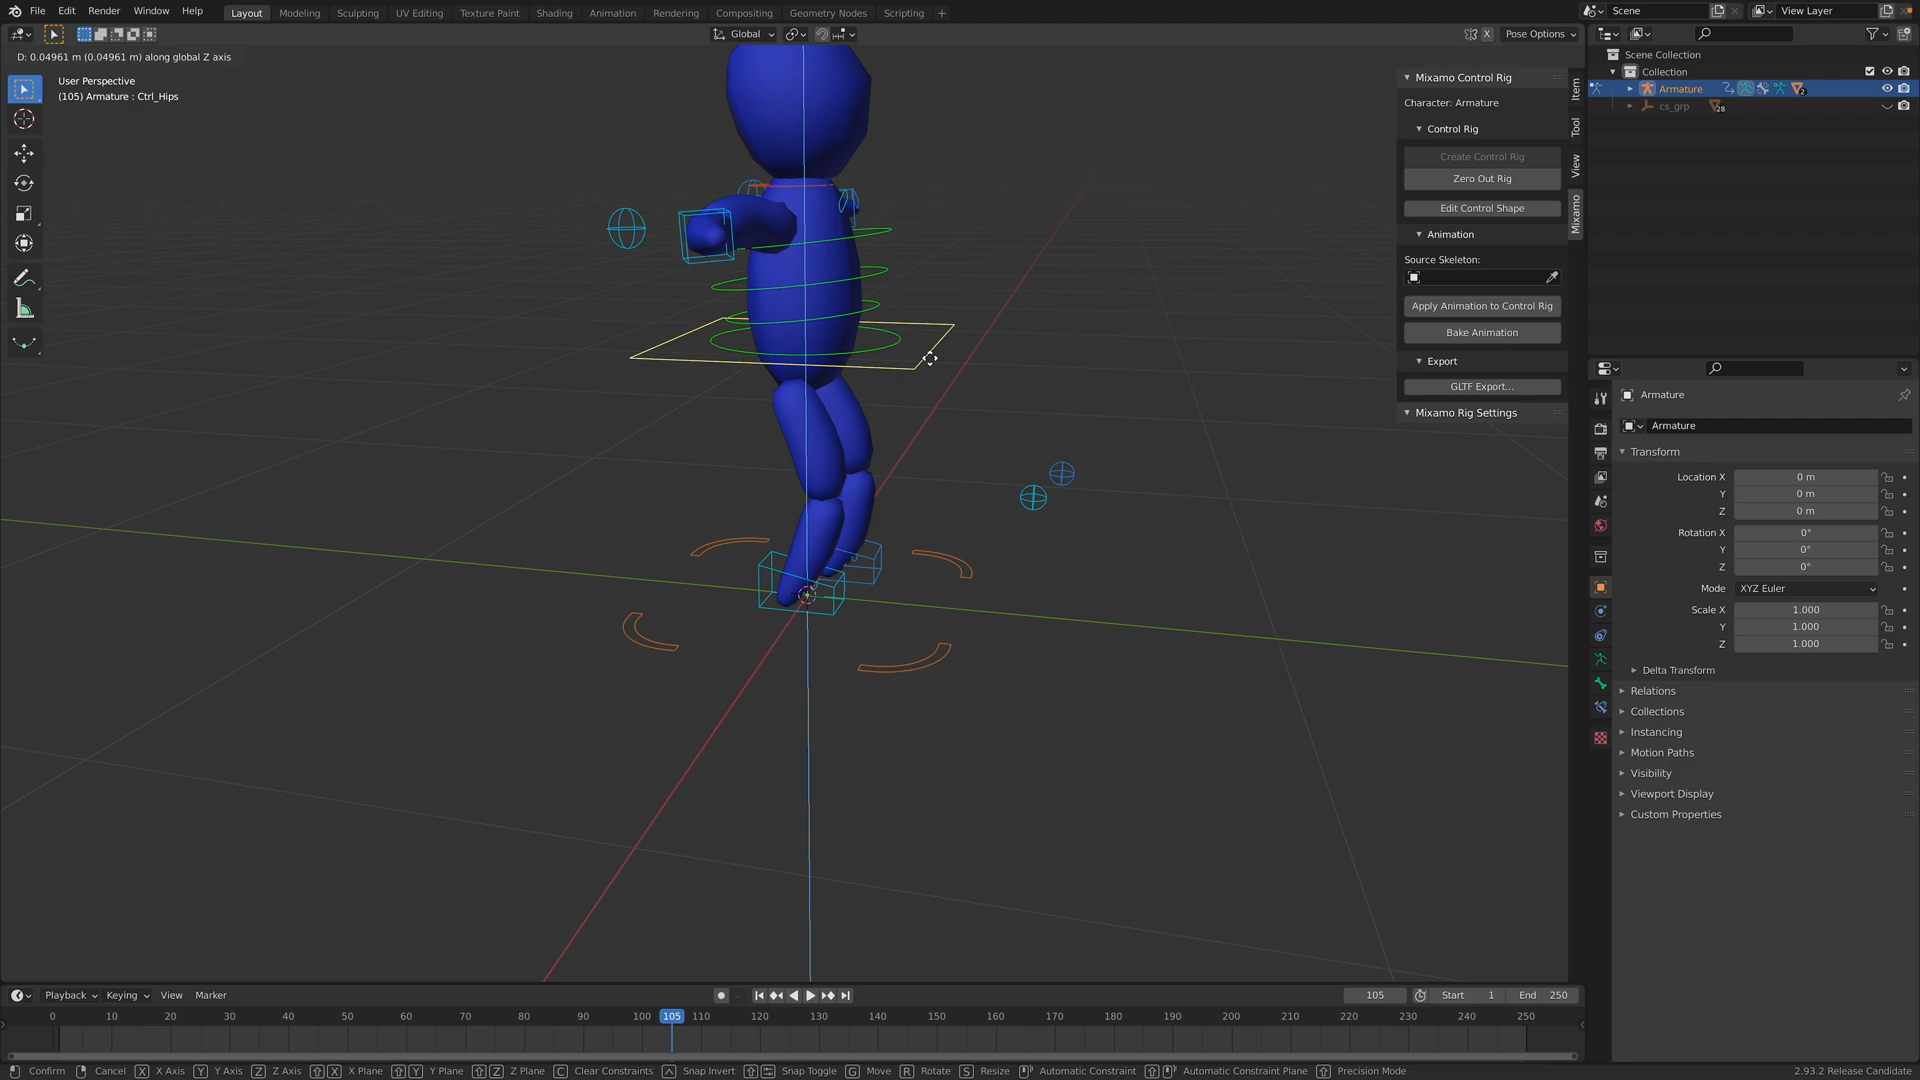 File Edit Render Window Help
Layout Modeling Sculpting UV Editing Texture Paint Shading Animation Rendering Compositing Geometry Nodes Scripting +
Scene View Layer
Global Pose Options
X
D: 0.04961 m (0.04961 m) along global Z axis
User Perspective
(105) Armature : Ctrl_Hips
Mixamo Control Rig
Character: Armature
Control Rig
Create Control Rig
Zero Out Rig
Edit Control Shape
Animation
Source Skeleton:
Apply Animation to Control Rig
Bake Animation
Export
GLTF Export...
Mixamo Rig Settings
Item
Tool
View
Mixamo
Scene Collection
Collection
Armature 2
cs_grp 28
Armature
Armature
Transform
Location X 0 m
Y 0 m
Z 0 m
Rotation X 0°
Y 0°
Z 0°
Mode XYZ Euler
Scale X 1.000
Y 1.000
Z 1.000
Delta Transform
Relations
Collections
Instancing
Motion Paths
Visibility
Viewport Display
Custom Properties
Playback Keying View Marker
105 Start 1 End 250
0 10 20 30 40 50 60 70 80 90 100 105 110 120 130 140 150 160 170 180 190 200 210 220 230 240 250
Confirm Cancel X X Axis Y Y Axis Z Z Axis X X Plane Y Y Plane Z Z Plane C Clear Constraints Snap Invert Snap Toggle G Move R Rotate S Resize Automatic Constraint Automatic Constraint Plane Precision Mode
2.93.2 Release Candidate